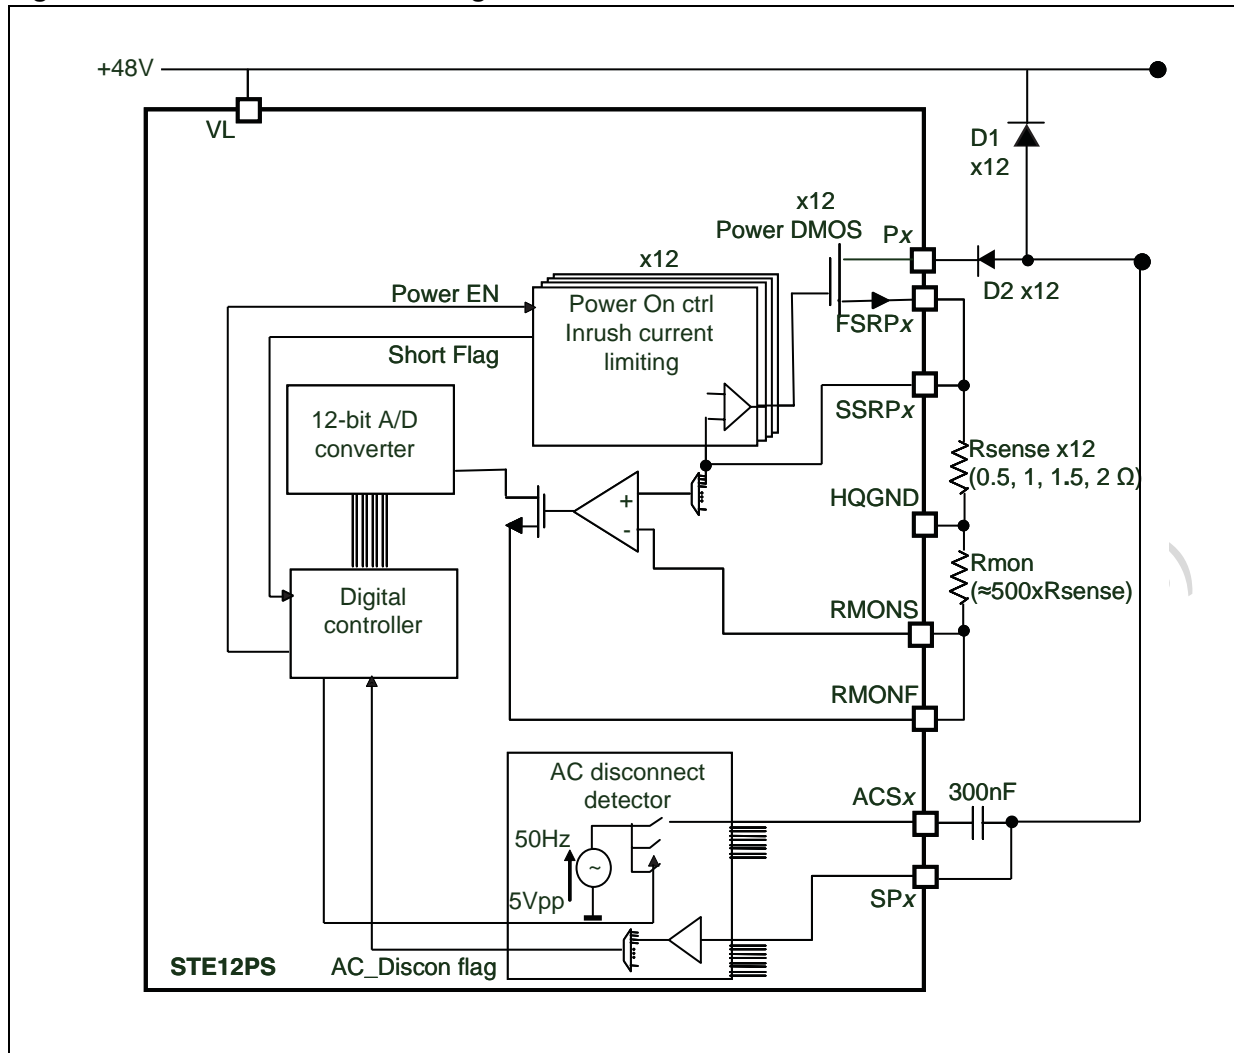 +48V
VL
D1
x12
x12
Power DMOS
Px
D2 x12
x12
Power EN
Power On ctrl
Inrush current
limiting
FSRPx
Short Flag
SSRPx
12-bit A/D
converter
Rsense x12
(0.5, 1, 1.5, 2 Ω)
HQGND
+
-
Rmon
(≈500xRsense)
Digital
controller
RMONS
RMONF
AC disconnect
detector
ACSx
300nF
50Hz
~
5Vpp
SPx
STE12PS
AC_Discon flag